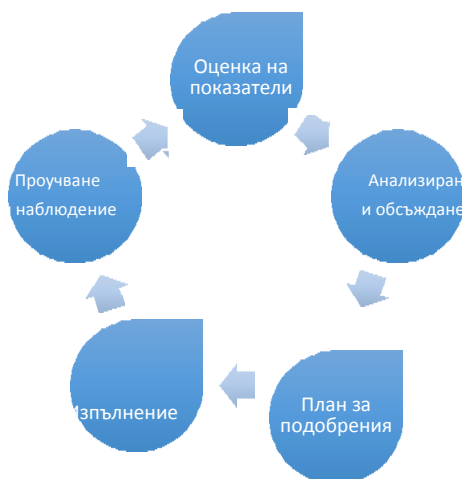 Оценка на
показатели
Анализиран
и обсъждане
План за
подобрения
Изпълнение
Проучване
наблюдение